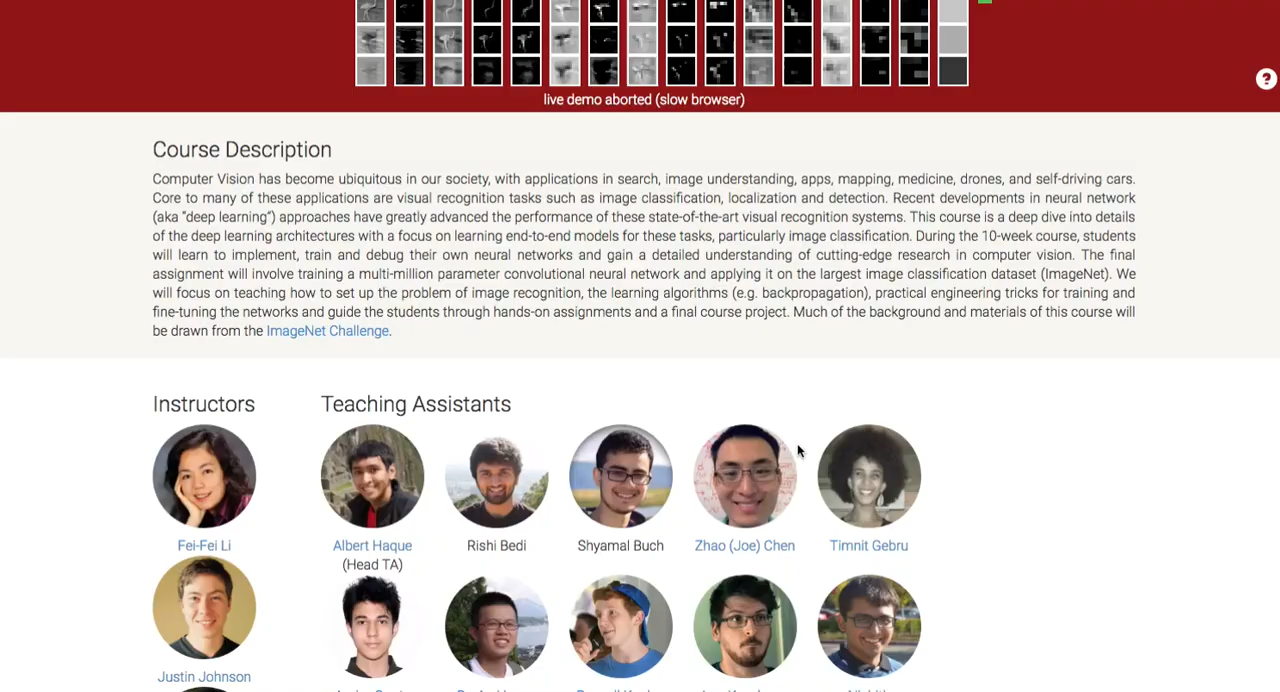 live demo aborted (slow browser)
?
Course Description
Computer Vision has become ubiquitous in our society, with applications in search, image understanding, apps, mapping, medicine, drones, and self-driving cars.
Core to many of these applications are visual recognition tasks such as image classification, localization and detection. Recent developments in neural network
(aka “deep learning”) approaches have greatly advanced the performance of these state-of-the-art visual recognition systems. This course is a deep dive into details
of the deep learning architectures with a focus on learning end-to-end models for these tasks, particularly image classification. During the 10-week course, students
will learn to implement, train and debug their own neural networks and gain a detailed understanding of cutting-edge research in computer vision. The final
assignment will involve training a multi-million parameter convolutional neural network and applying it on the largest image classification dataset (ImageNet). We
will focus on teaching how to set up the problem of image recognition, the learning algorithms (e.g. backpropagation), practical engineering tricks for training and
fine-tuning the networks and guide the students through hands-on assignments and a final course project. Much of the background and materials of this course will
be drawn from the ImageNet Challenge.
Instructors Teaching Assistants
Fei-Fei Li Albert Haque Rishi Bedi Shyamal Buch Zhao (Joe) Chen Timnit Gebru
(Head TA)
Justin Johnson